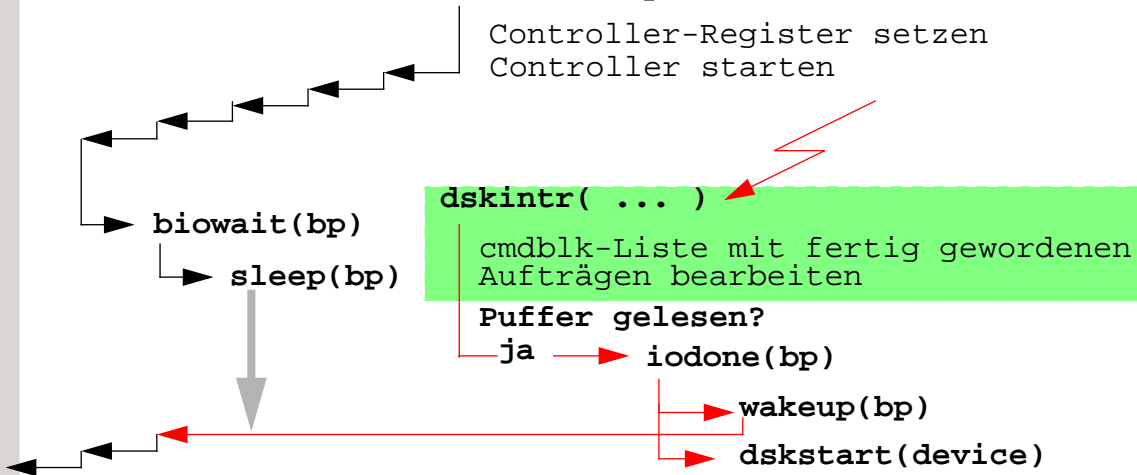 Controller-Register setzen
Controller starten
dskintr( ... )
biowait(bp)
cmdblk-Liste mit fertig gewordenen
sleep(bp)
Aufträgen bearbeiten
Puffer gelesen?
ja
iodone(bp)
wakeup(bp)
dskstart(device)